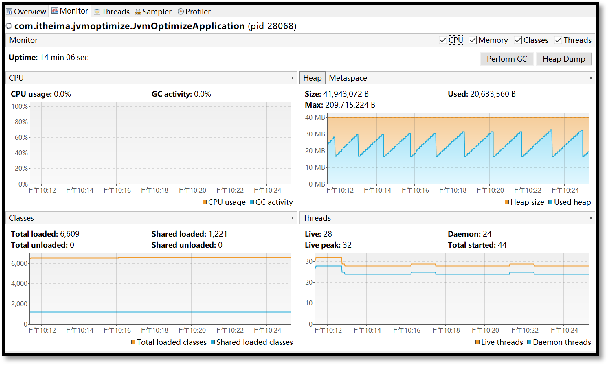 Overview Monitor Threads Sampler Profiler
com.itheima.jvmoptimize.JvmOptimizeApplication (pid 28068)
Monitor CPU Memory Classes Threads
Uptime: 14 min 06 sec Perform GC Heap Dump
CPU
CPU usage: 0.0% GC activity: 0.0%
100%
80%
60%
40%
20%
0%
下午10:12 下午10:14 下午10:16 下午10:18 下午10:20 下午10:22 下午10:24
CPU usage GC activity
Heap Metaspace
Size: 41,943,072 B Used: 20,633,560 B
Max: 209,715,224 B
40 MB
30 MB
20 MB
10 MB
下午10:12 下午10:14 下午10:16 下午10:18 下午10:20 下午10:22 下午10:24
Heap size Used heap
Classes
Total loaded: 6,609 Shared loaded: 1,221
Total unloaded: 0 Shared unloaded: 0
6,000
4,000
2,000
0
下午10:12 下午10:14 下午10:16 下午10:18 下午10:20 下午10:22 下午10:24
Total loaded classes Shared loaded classes
Threads
Live: 28 Daemon: 24
Live peak: 32 Total started: 44
30
20
10
0
下午10:12 下午10:14 下午10:16 下午10:18 下午10:20 下午10:22 下午10:24
Live threads Daemon threads